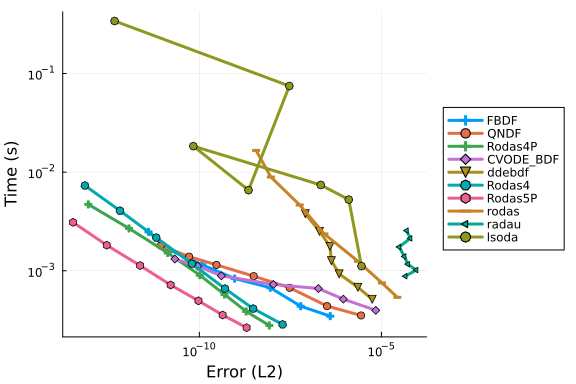 10⁻¹
10⁻²
10⁻³
Time (s)
10⁻¹⁰
10⁻⁵
Error (L2)
FBDF
QNDF
Rodas4P
CVODE_BDF
ddebdf
Rodas4
Rodas5P
rodas
radau
lsoda